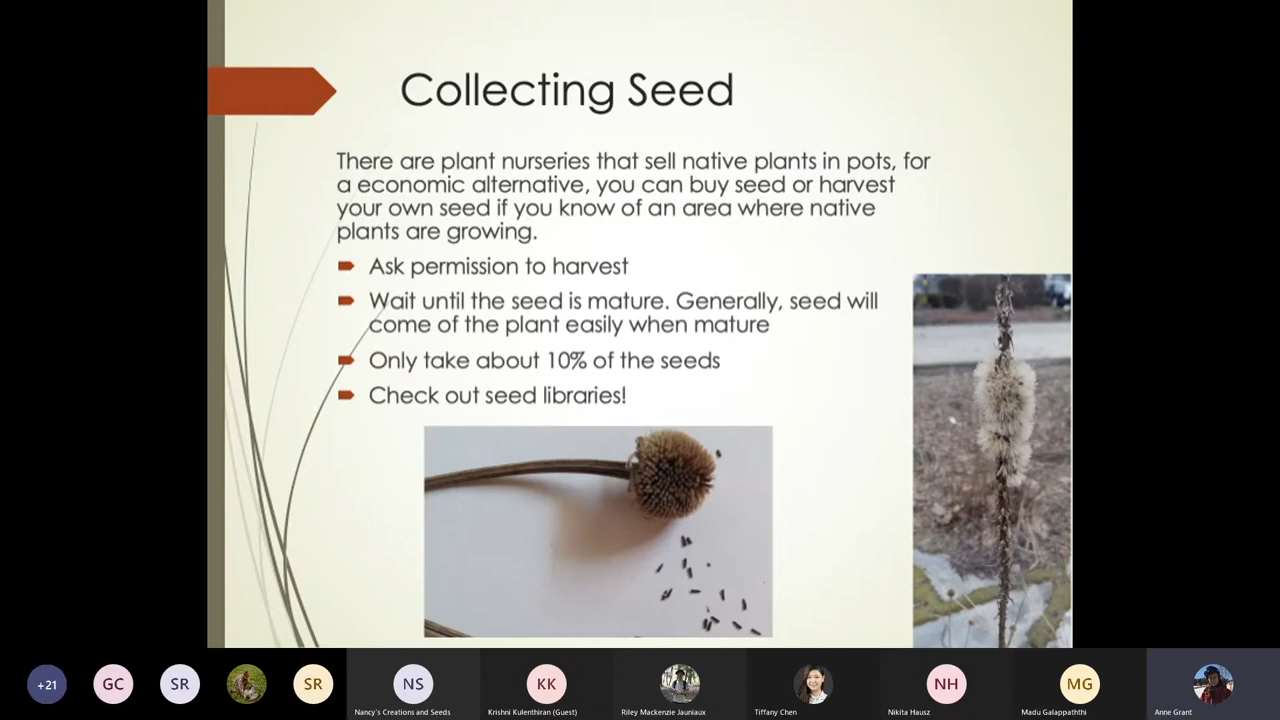 Collecting Seed
There are plant nurseries that sell native plants in pots, for
a economic alternative, you can buy seed or harvest
your own seed if you know of an area where native
plants are growing.
Ask permission to harvest
Wait until the seed is mature. Generally, seed will
come of the plant easily when mature
Only take about 10% of the seeds
Check out seed libraries!
+21
GC
SR
SR
NS
KK
NH
MG
Nancy's Creations and Seeds
Krishni Kulenthiran (Guest)
Riley Mackenzie Jauniaux
Tiffany Chen
Nikita Hausz
Madu Galappaththi
Anne Grant